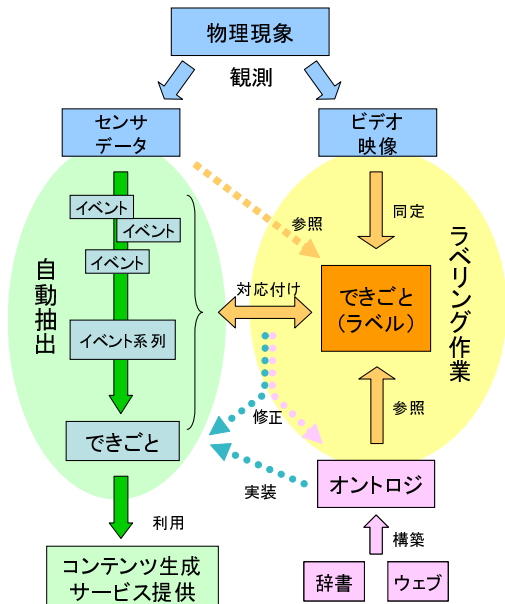 物理現象
観測
センサ
データ
ビデオ
映像
イベント
イベント
イベント
イベント系列
できごと
自動抽出
参照
同定
対応付け
できごと
(ラベル)
ラベリング作業
修正
参照
実装
オントロジ
利用
構築
コンテンツ生成
サービス提供
辞書
ウェブ